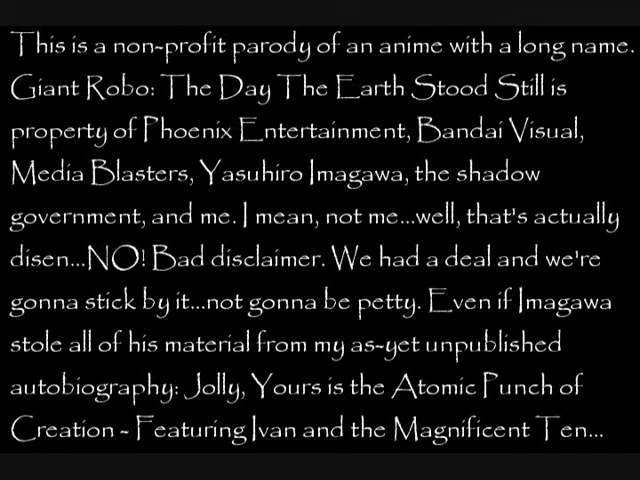 This is a non-profit parody of an anime with a long name.
Giant Robo: The Day The Earth Stood Still is
property of Phoenix Entertainment, Bandai Visual,
Media Blasters, Yasuhiro Imagawa, the shadow
government, and me. I mean, not me...well, that's actually
disen...NO! Bad disclaimer. We had a deal and we're
gonna stick by it...not gonna be petty. Even if Imagawa
stole all of his material from my as-yet unpublished
autobiography: Jolly, Yours is the Atomic Punch of
Creation - Featuring Ivan and the Magnificent Ten...